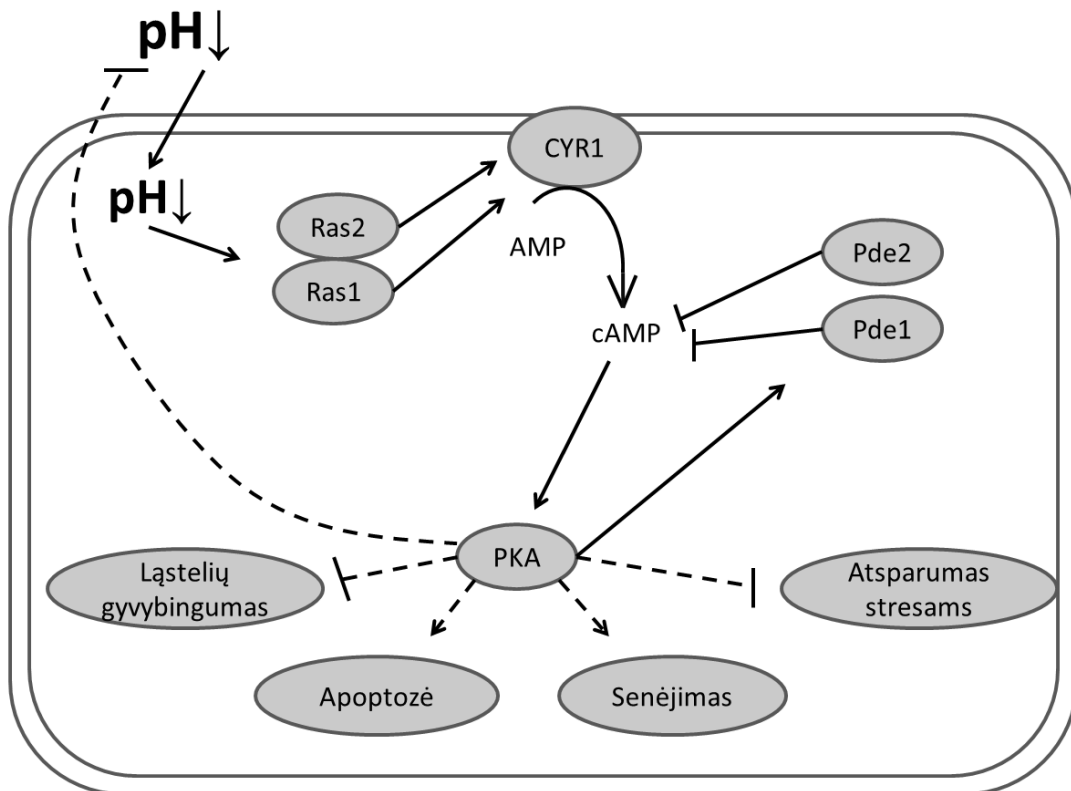 pH↓
CYR1
pH↓
Ras2
AMP
Pde2
Ras1
Pde1
cAMP
PKA
Ląstelių
gyvybingumas
Atsparumas
stresams
Apoptozė
Senėjimas